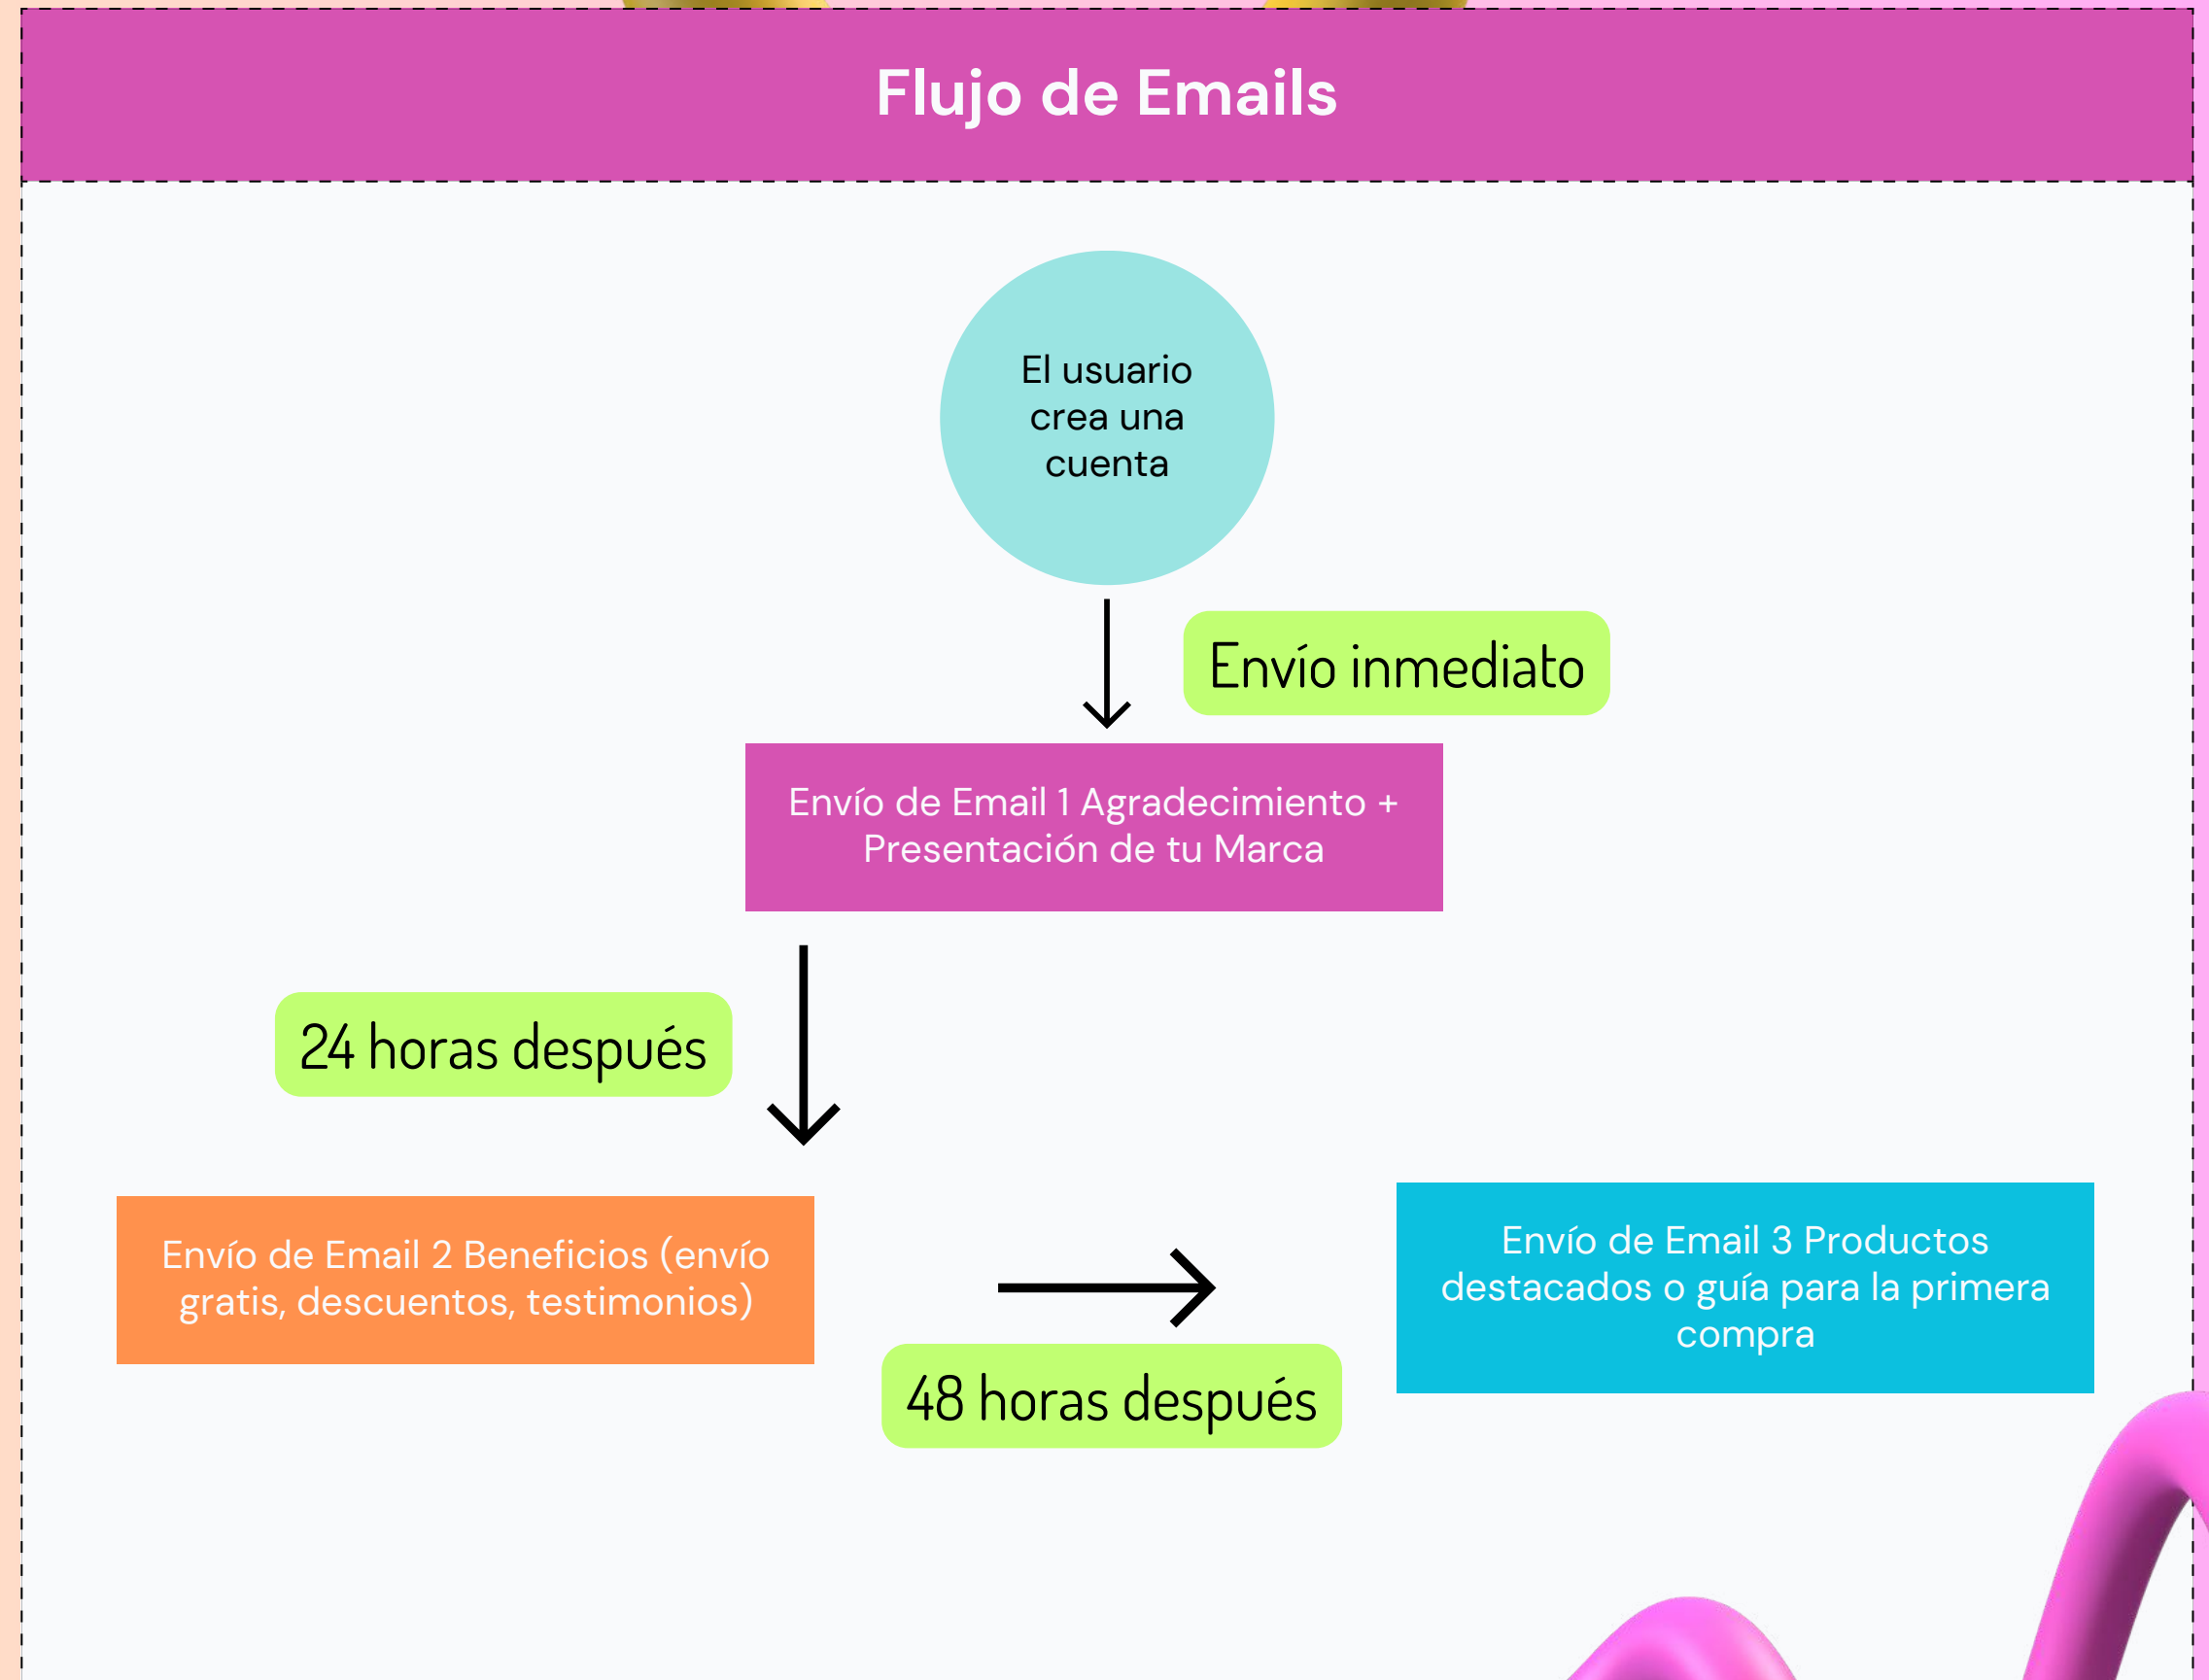 Flujo de Emails
El usuario
crea una
cuenta
Envío inmediato
Envío de Email 1 Agradecimiento +
Presentación de tu Marca
24 horas después
Envío de Email 2 Beneficios (envío
gratis, descuentos, testimonios)
48 horas después
Envío de Email 3 Productos
destacados o guía para la primera
compra